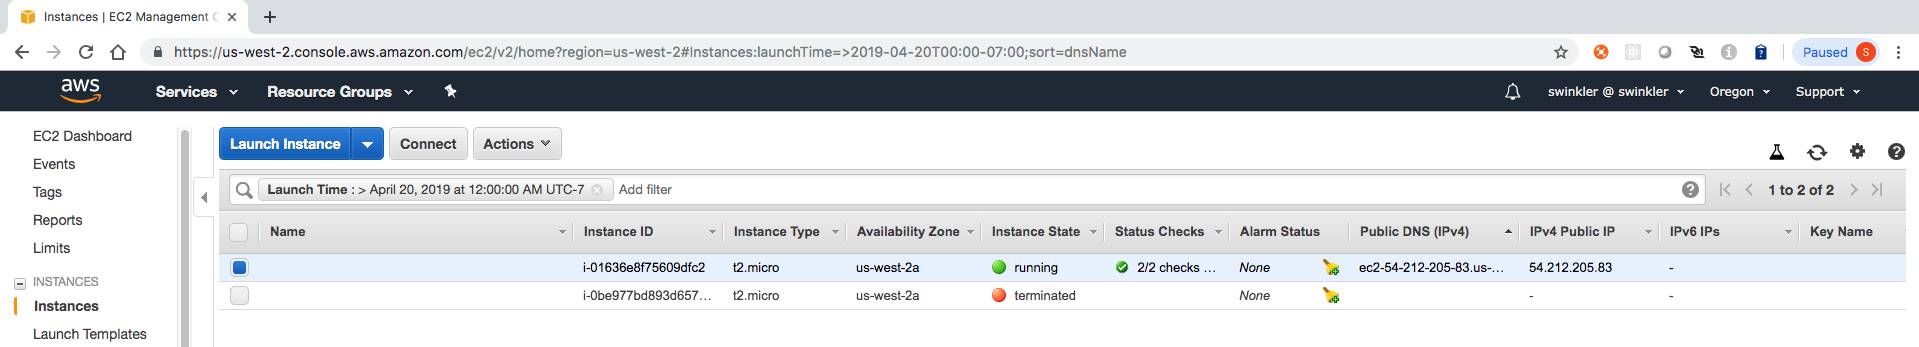 Instances | EC2 Management C
https://us-west-2.console.aws.amazon.com/ec2/v2/home?region=us-west-2#Instances:launchTime=>2019-04-20T00:00-07:00;sort=dnsName
Paused S
aws Services Resource Groups swinkler @ swinkler Oregon Support
EC2 Dashboard
Events
Tags
Reports
Limits
INSTANCES
Instances
Launch Templates
Launch Instance Connect Actions
Launch Time : > April 20, 2019 at 12:00:00 AM UTC-7 Add filter 1 to 2 of 2
Name Instance ID Instance Type Availability Zone Instance State Status Checks Alarm Status Public DNS (IPv4) IPv4 Public IP IPv6 IPs Key Name
i-01636e8f75609dfc2 t2.micro us-west-2a running 2/2 checks ... None ec2-54-212-205-83.us-... 54.212.205.83 -
i-0be977bd893d657... t2.micro us-west-2a terminated None - -